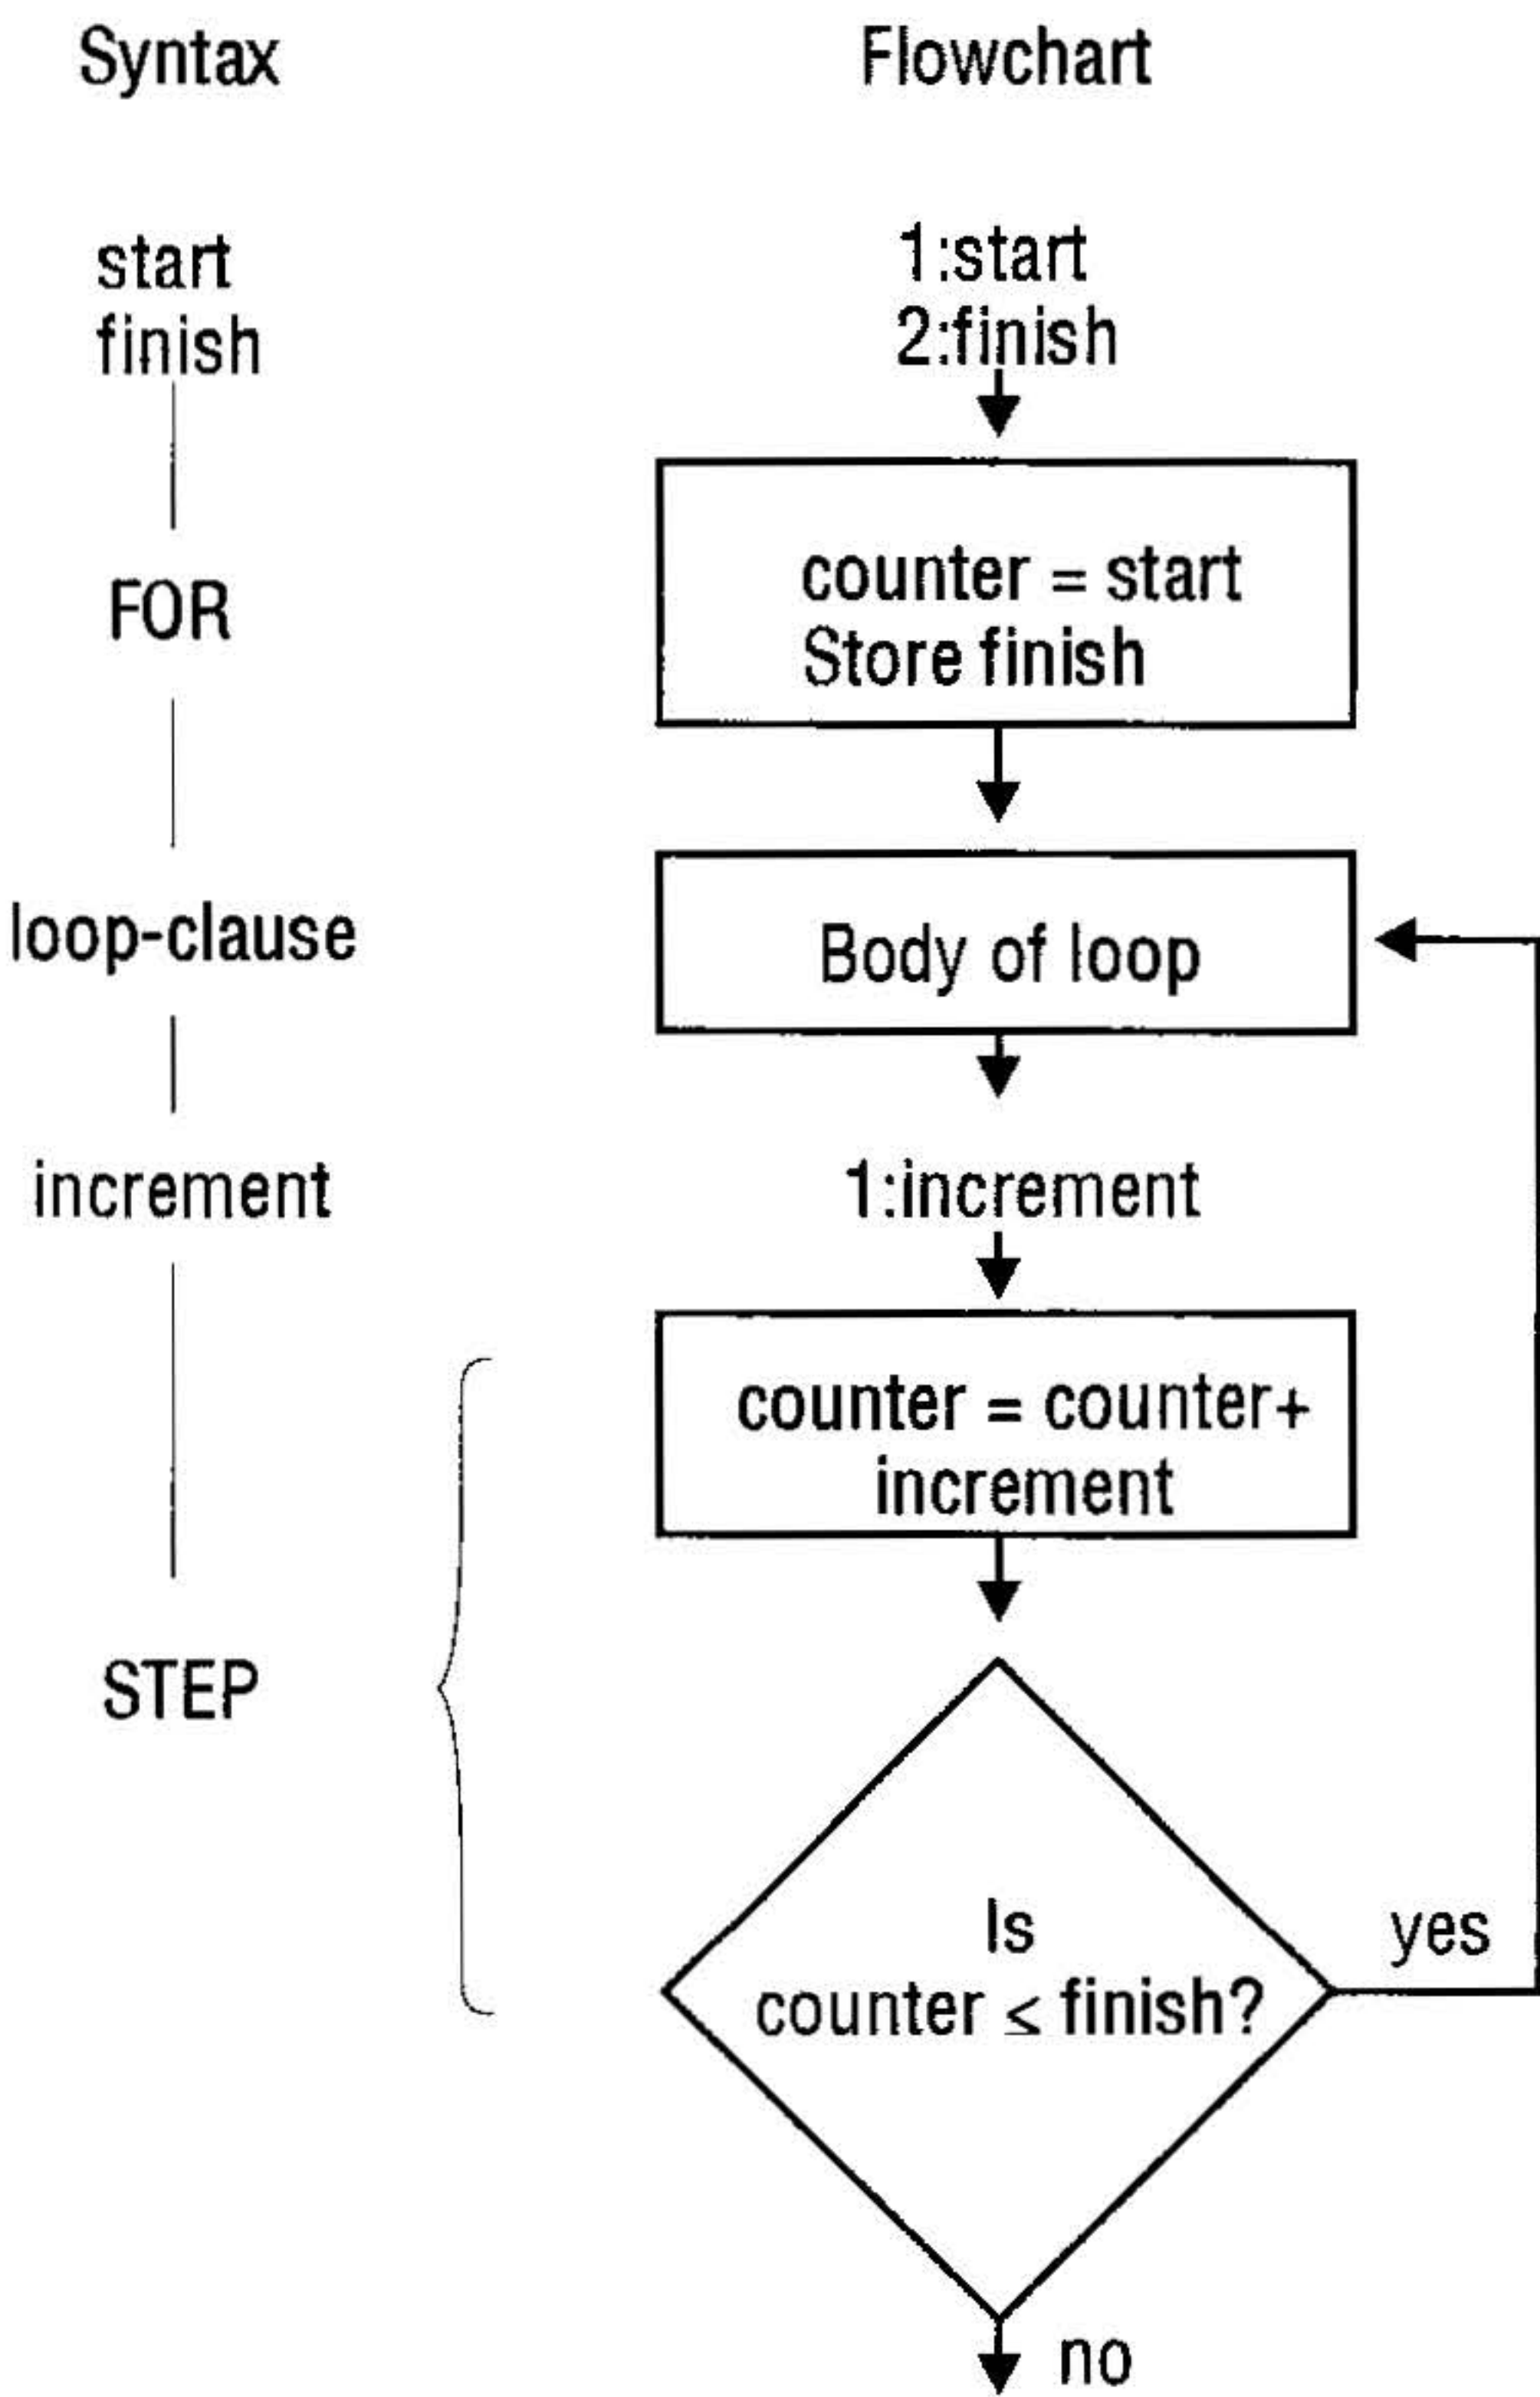 Syntax
Flowchart
start
finish
1:start
2:finish
FOR
counter = start
Store finish
loop-clause
Body of loop
increment
1:increment
counter = counter+
increment
STEP
Is
counter ≤ finish?
yes
no